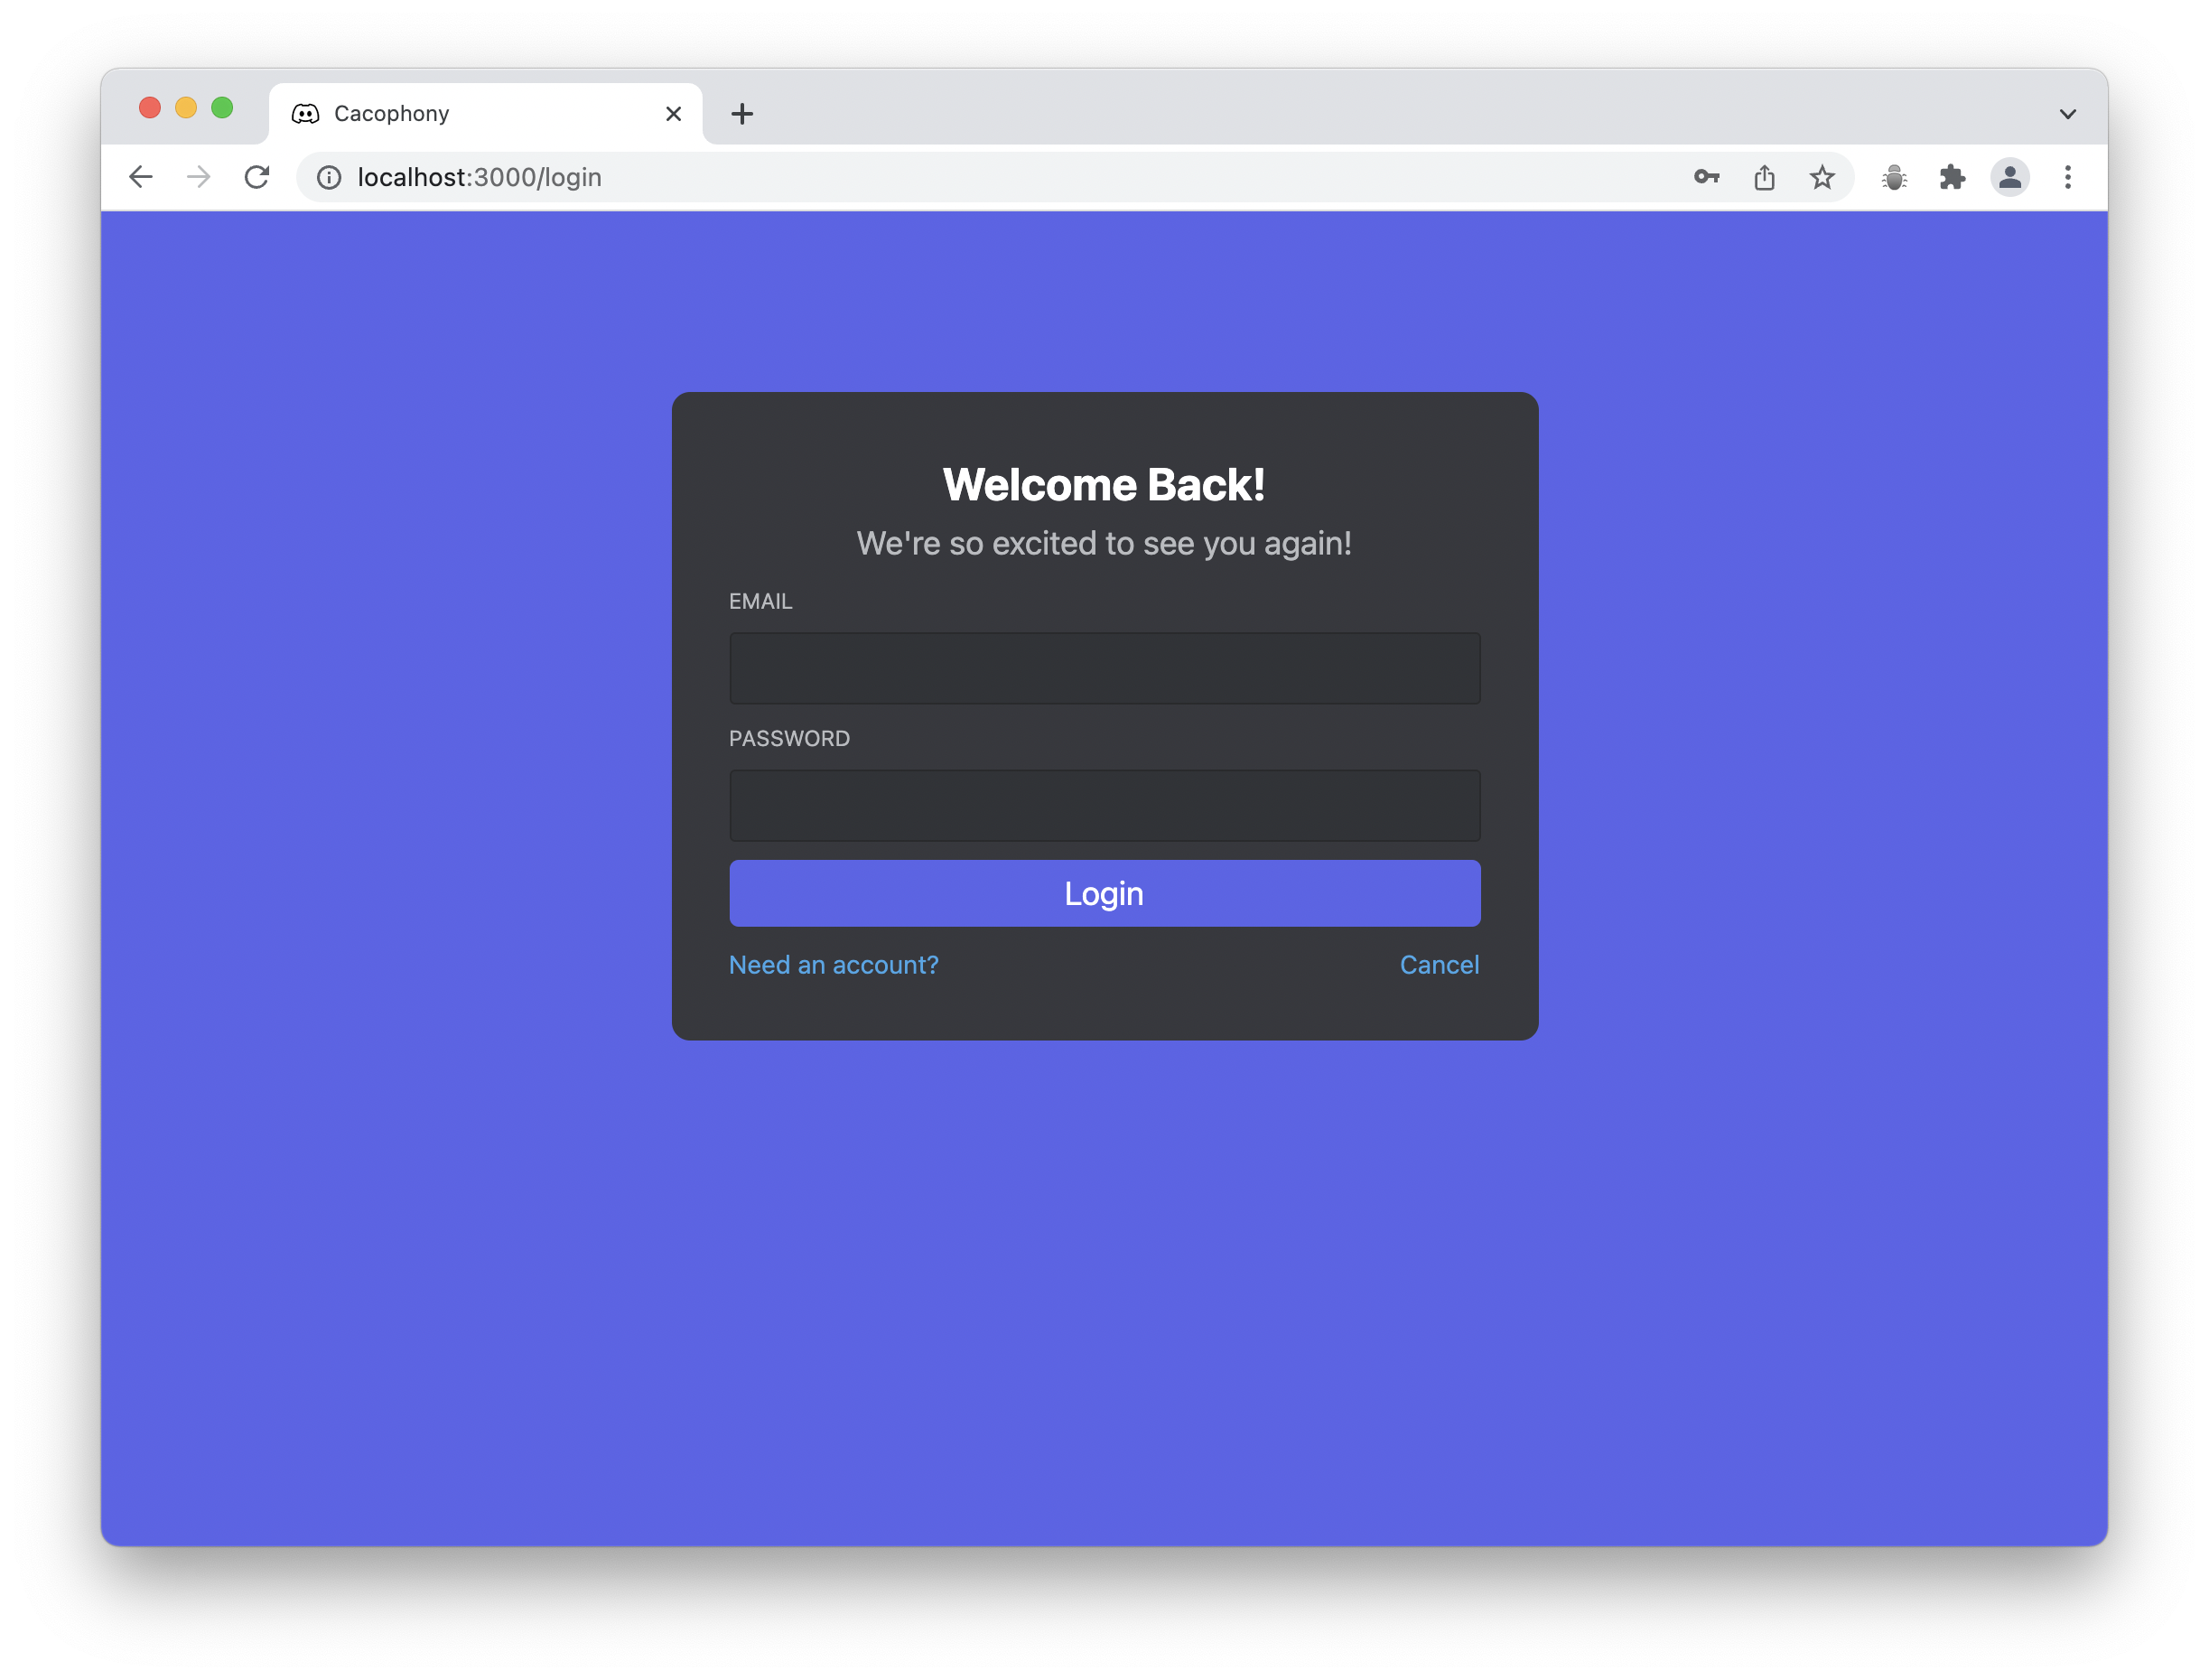 Cacophony
localhost:3000/login
Welcome Back!
We're so excited to see you again!
EMAIL
PASSWORD
Login
Need an account? Cancel